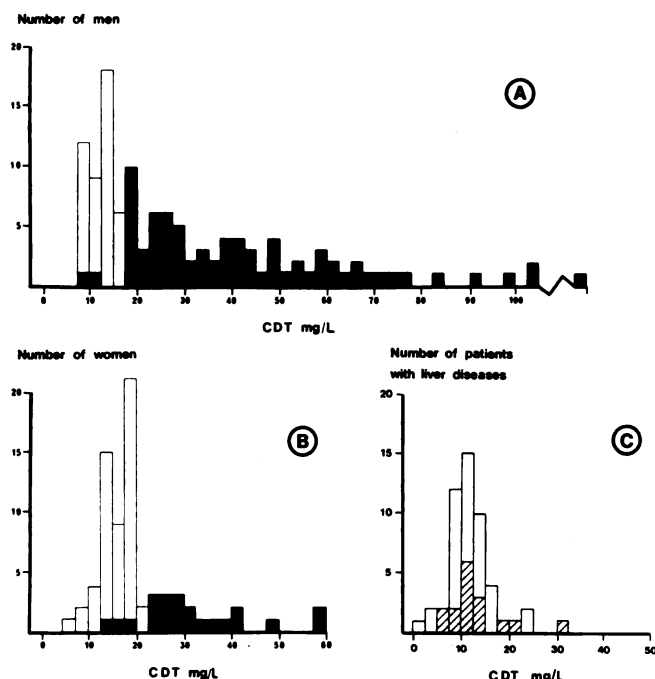 Number of men
20
15
10
5
A
0 10 20 30 40 50 60 70 80 90 100
CDT mg/L
Number of women
20
15
10
5
B
0 10 20 30 40 50 60
CDT mg/L
Number of patients
with liver diseases
20
15
10
5
C
0 10 20 30 40 50
CDT mg/L